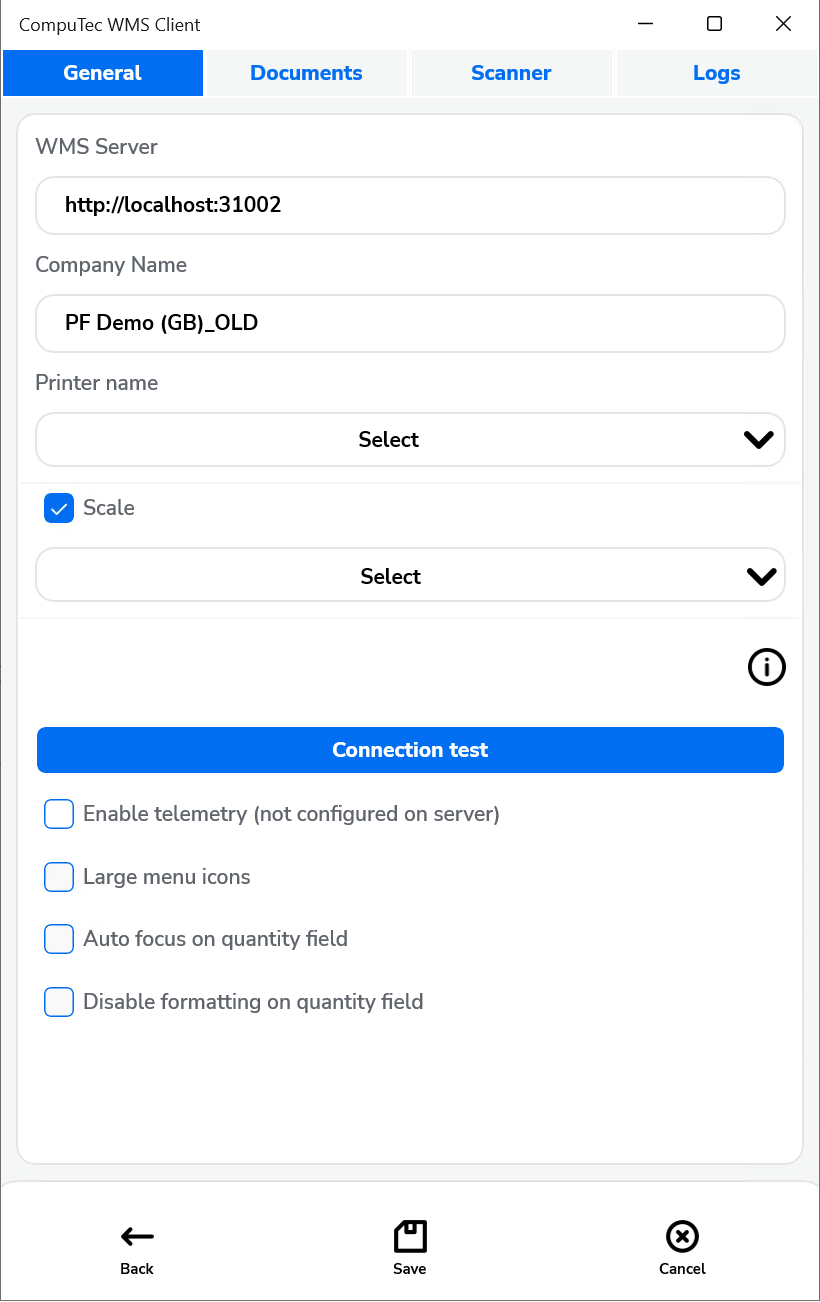 CompuTec WMS Client
General Documents Scanner Logs
WMS Server
http://localhost:31002
Company Name
PF Demo (GB)_OLD
Printer name
Select
Scale
Select
Connection test
Enable telemetry (not configured on server)
Large menu icons
Auto focus on quantity field
Disable formatting on quantity field
Back Save Cancel